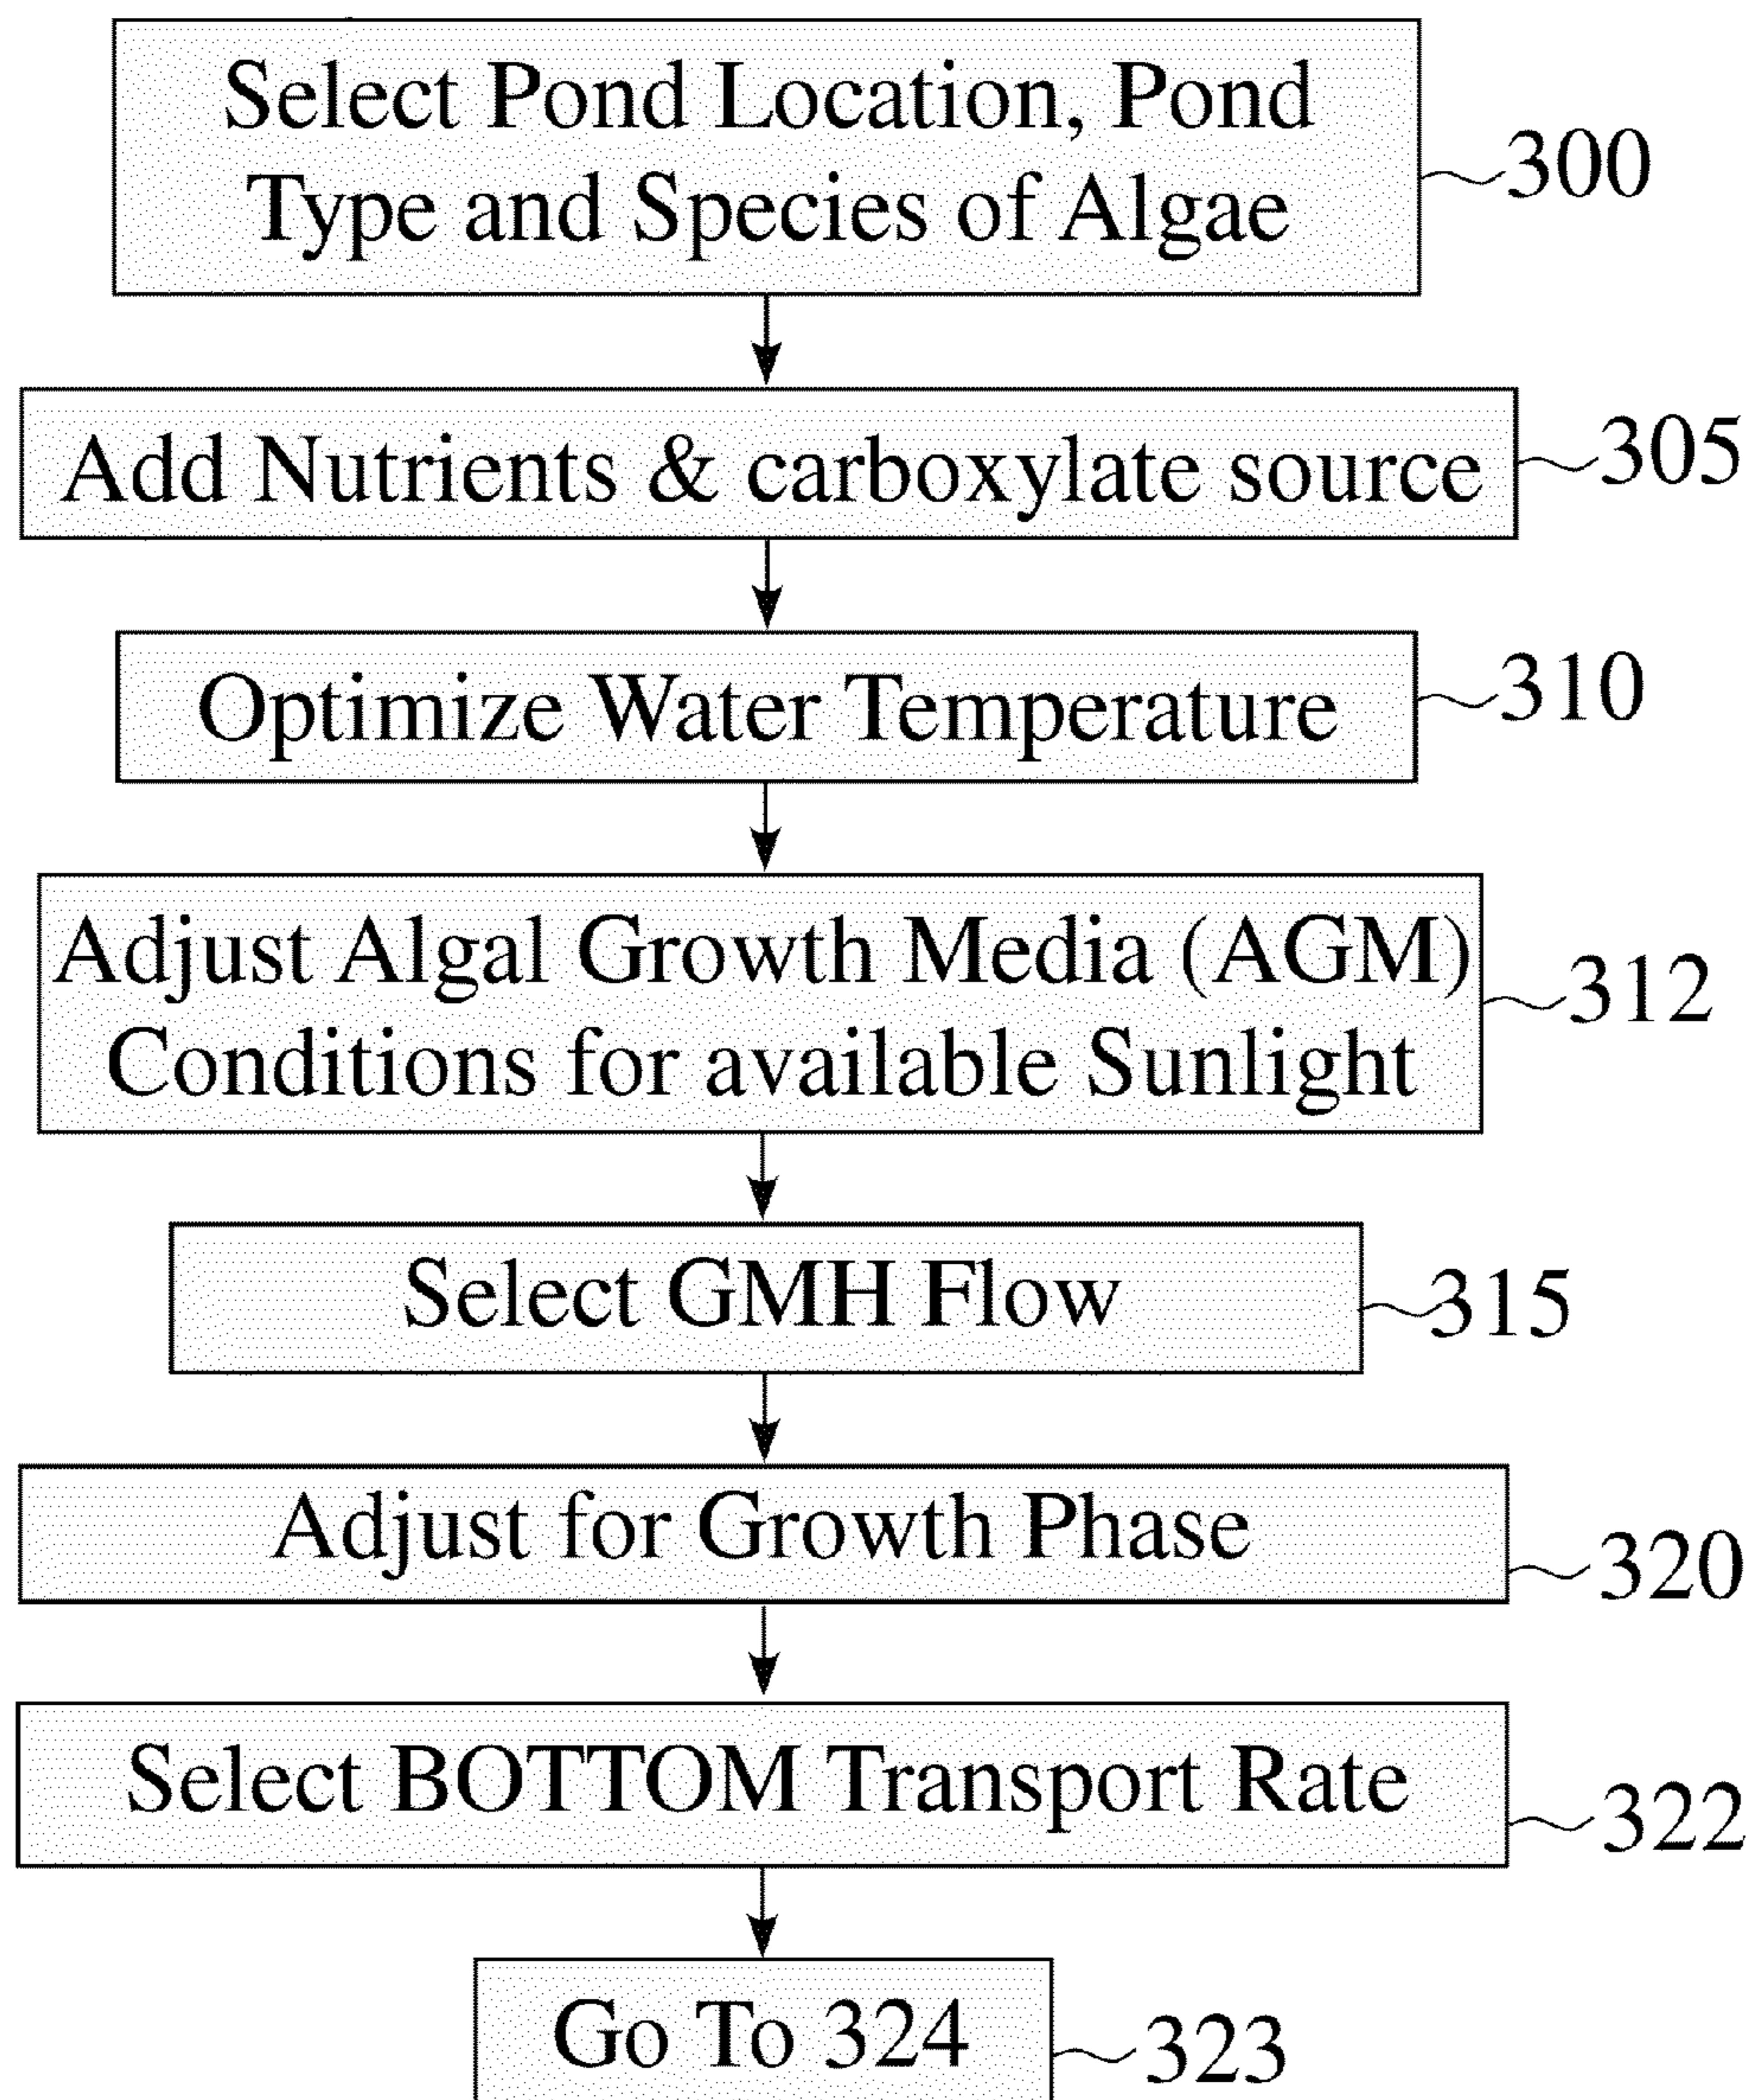 Select Pond Location, Pond
Type and Species of Algae
300
Add Nutrients & carboxylate source
305
Optimize Water Temperature
310
Adjust Algal Growth Media (AGM)
Conditions for available Sunlight
312
Select GMH Flow
315
Adjust for Growth Phase
320
Select BOTTOM Transport Rate
322
Go To 324
323